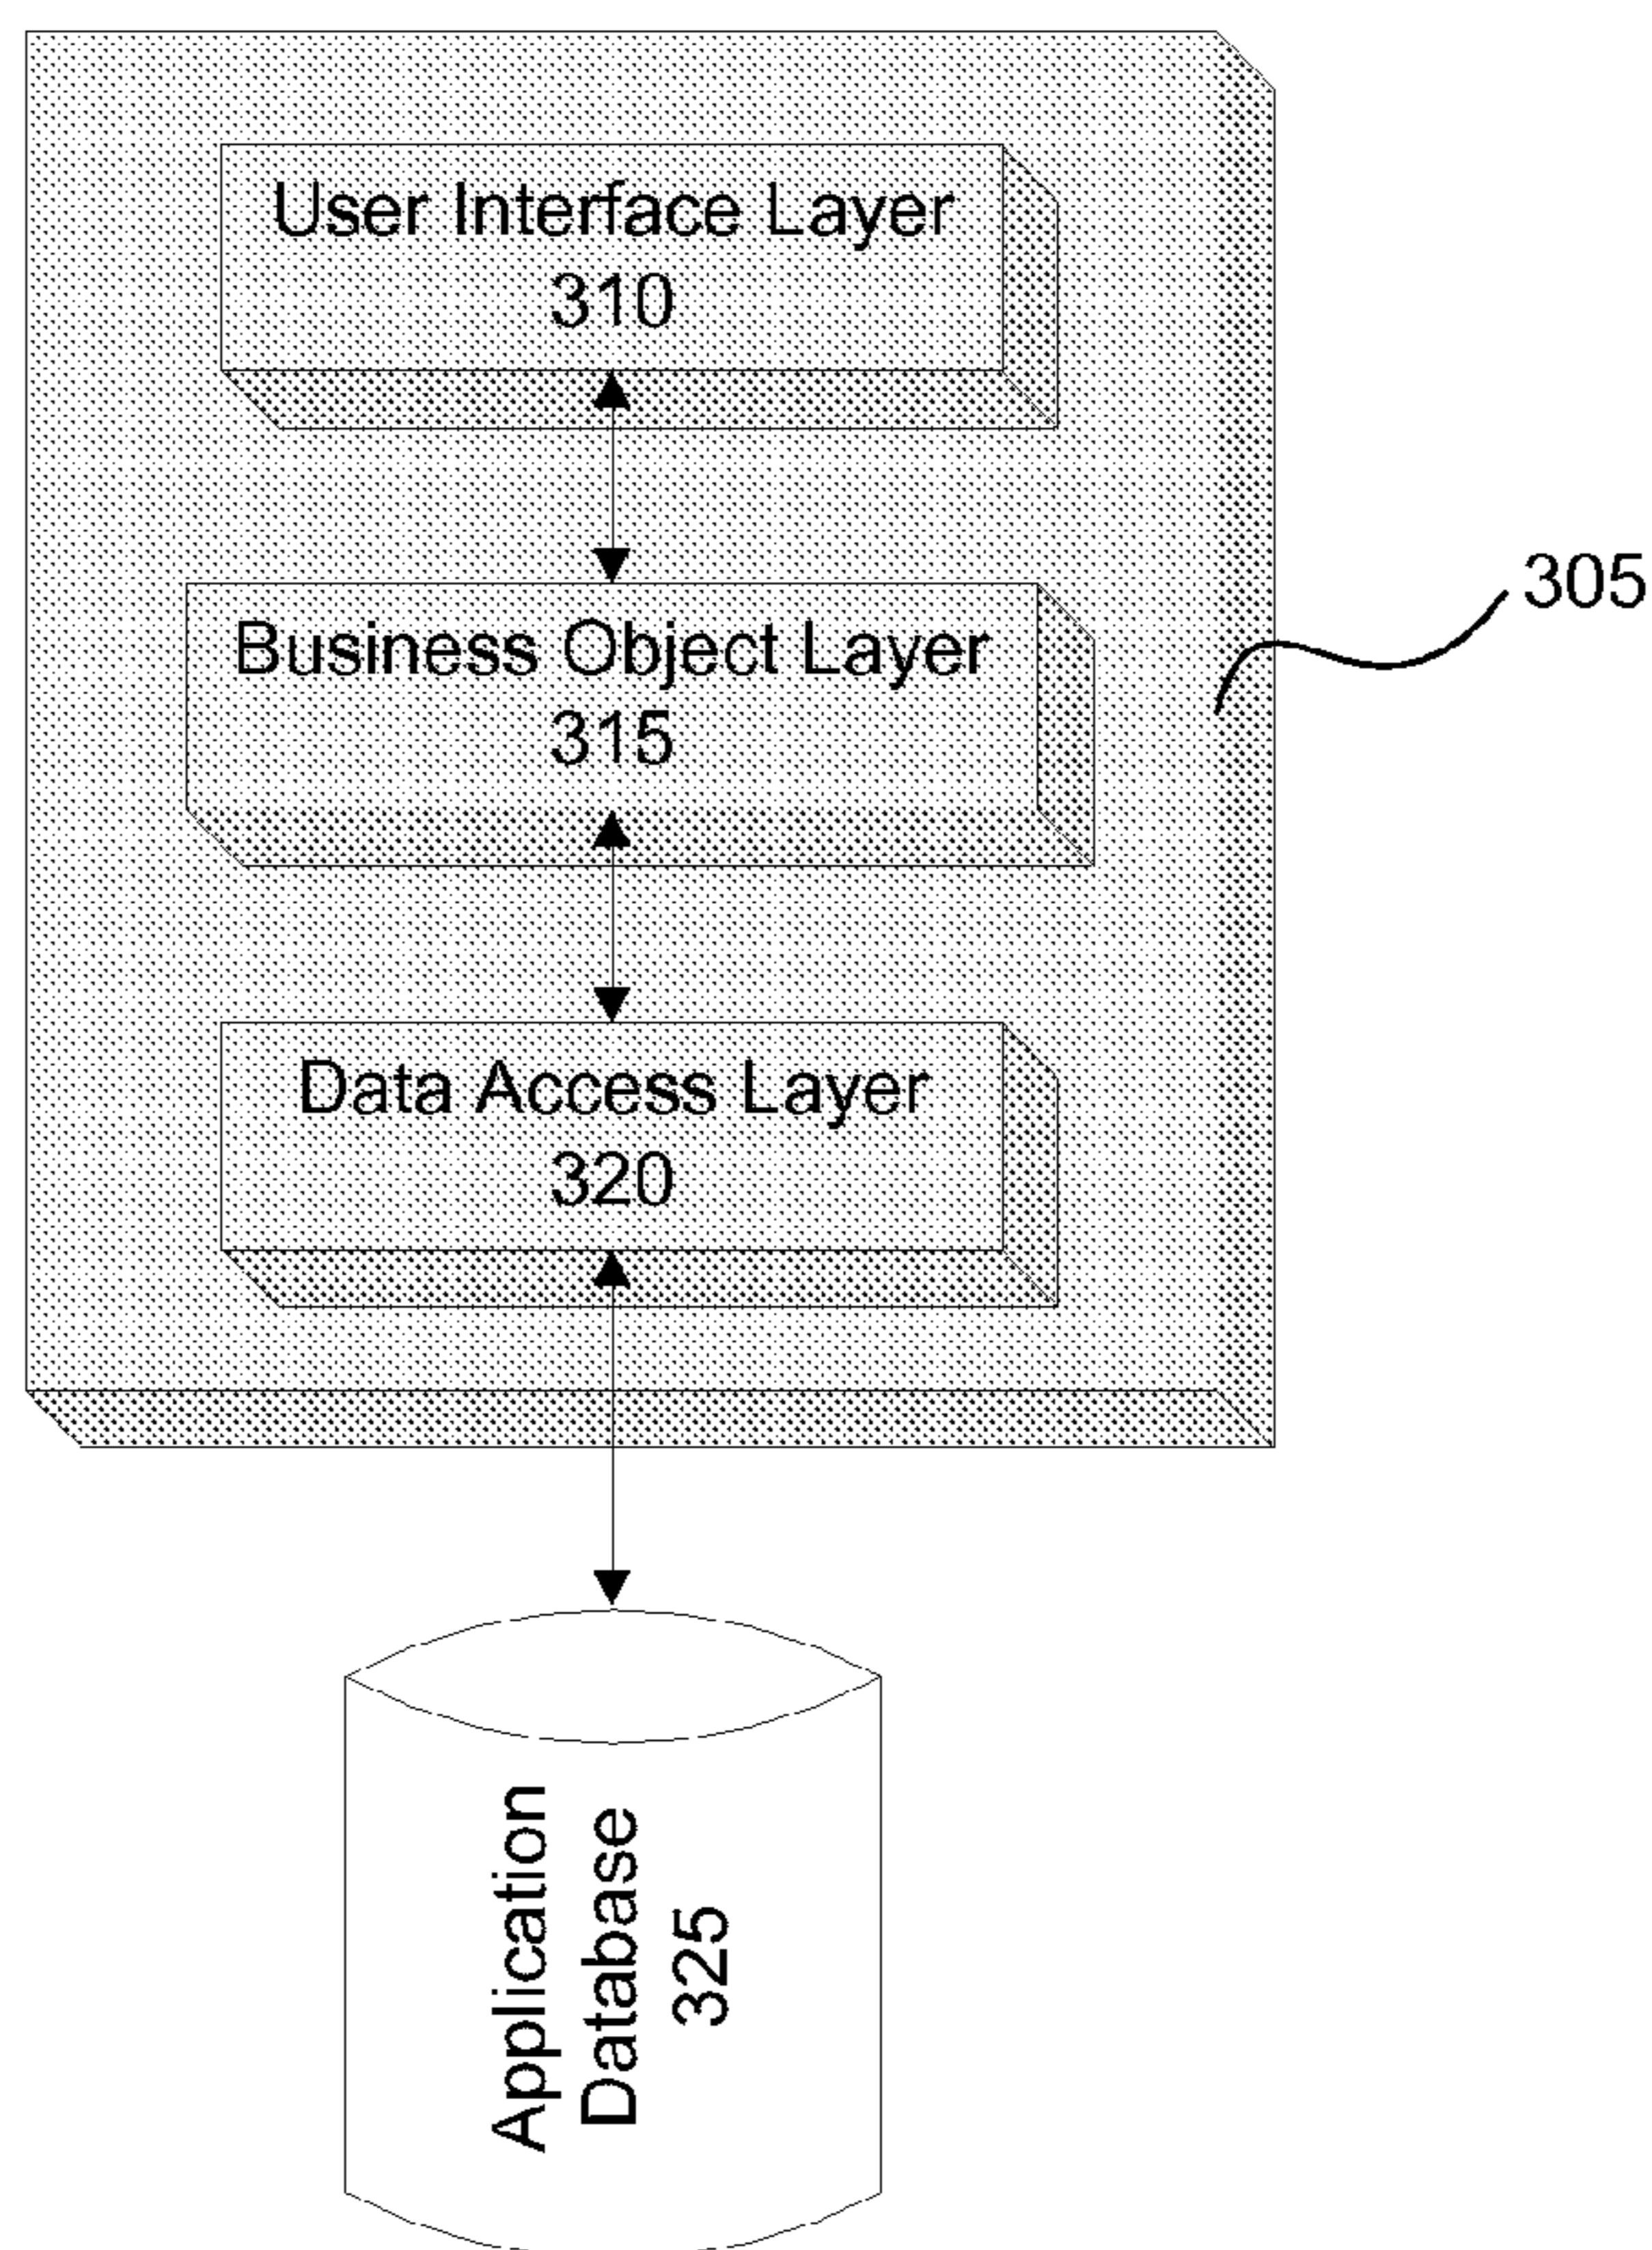 User Interface Layer
310
305
Business Object Layer
315
Data Access Layer
320
Application
Database
325